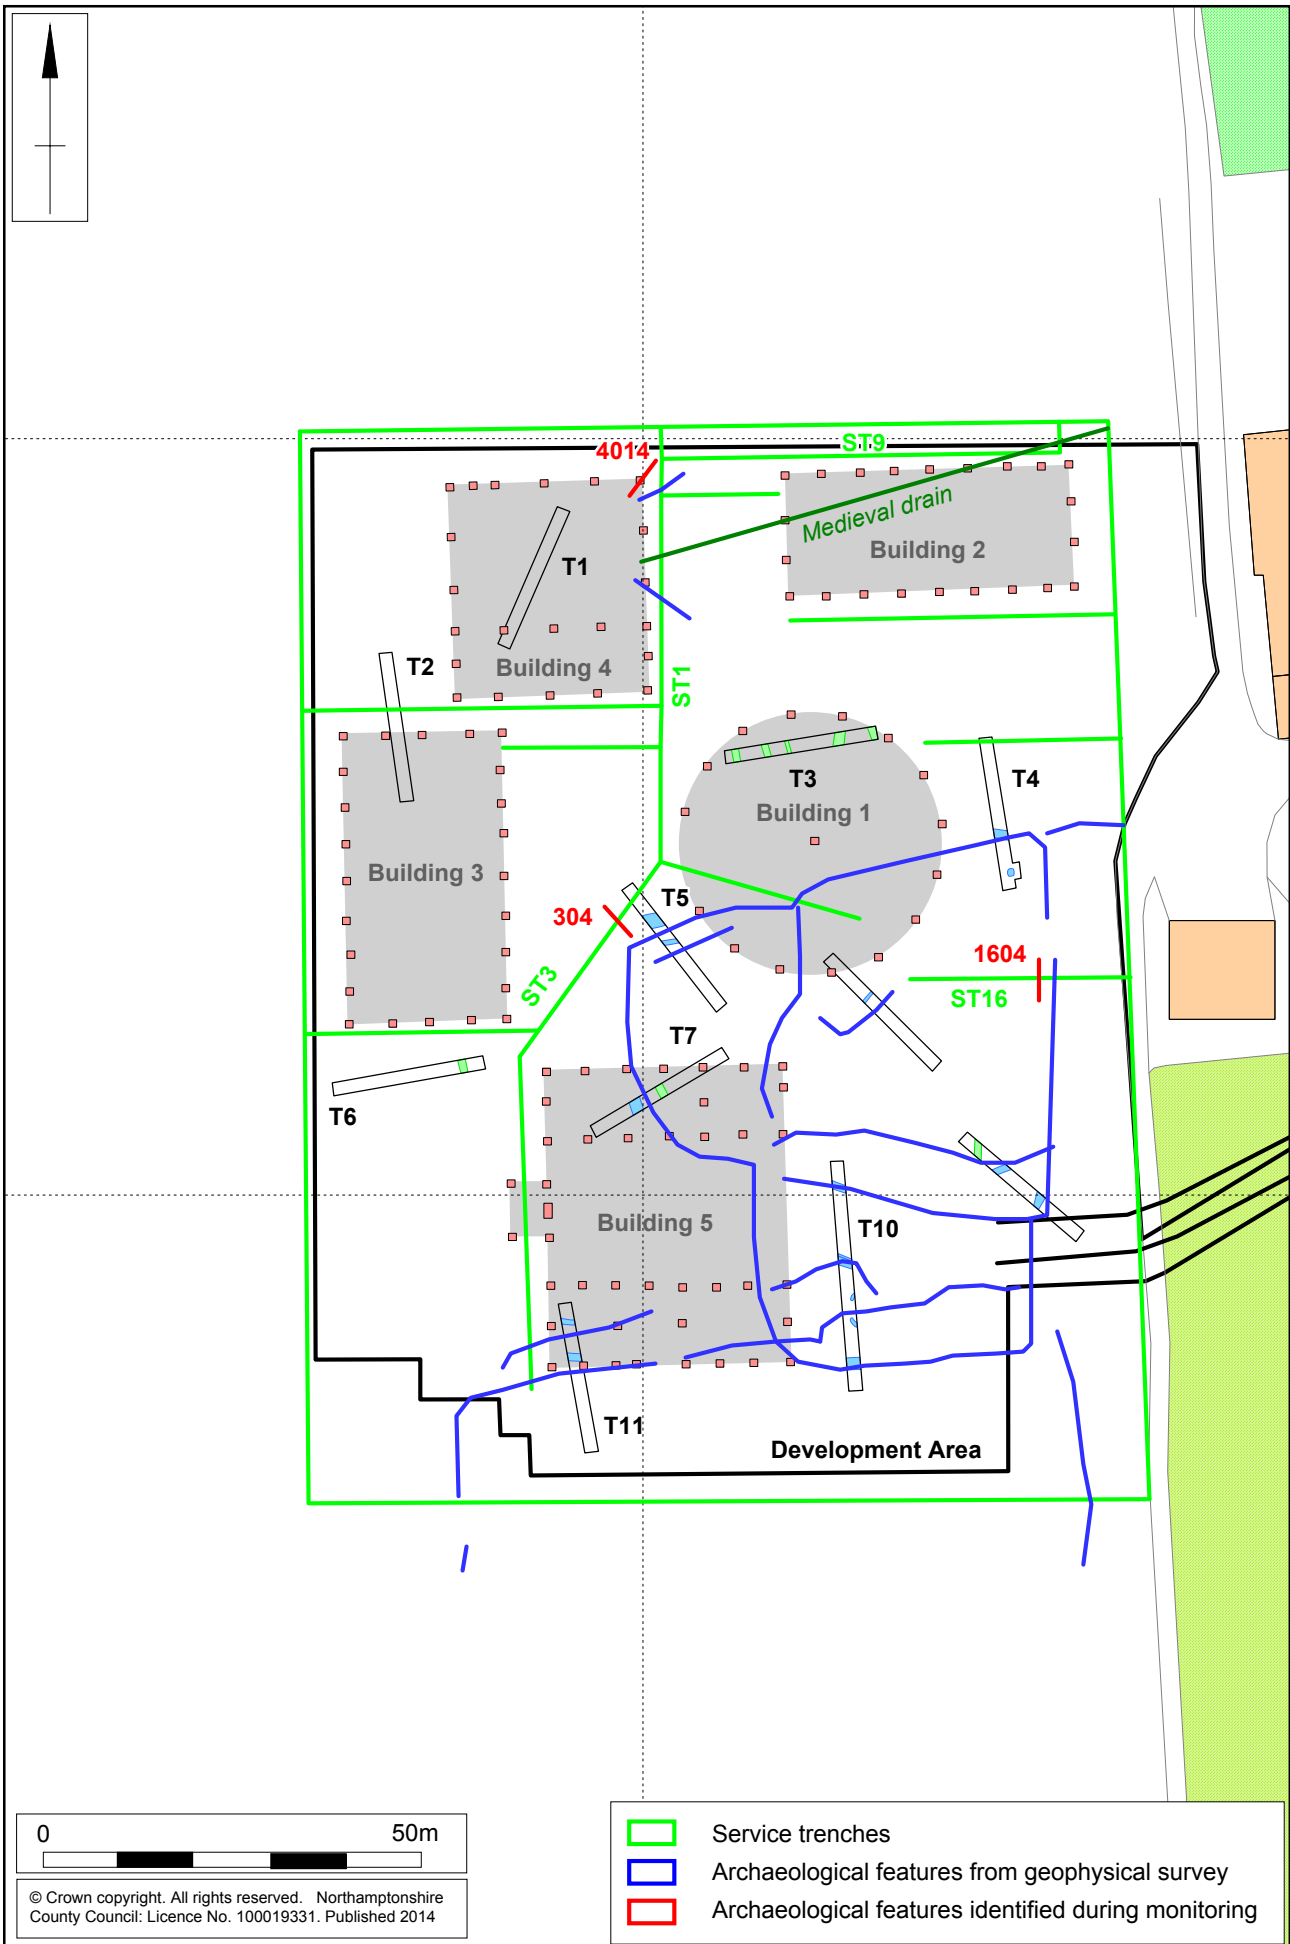 4014
ST9
Medieval drain
Building 2
T1
T2
Building 4
ST1
T3
T4
Building 1
Building 3
T5
304
1604
ST3
ST16
T7
T6
Building 5
T10
T11
Development Area
0 50m
© Crown copyright. All rights reserved. Northamptonshire
County Council: Licence No. 100019331. Published 2014
Service trenches
Archaeological features from geophysical survey
Archaeological features identified during monitoring